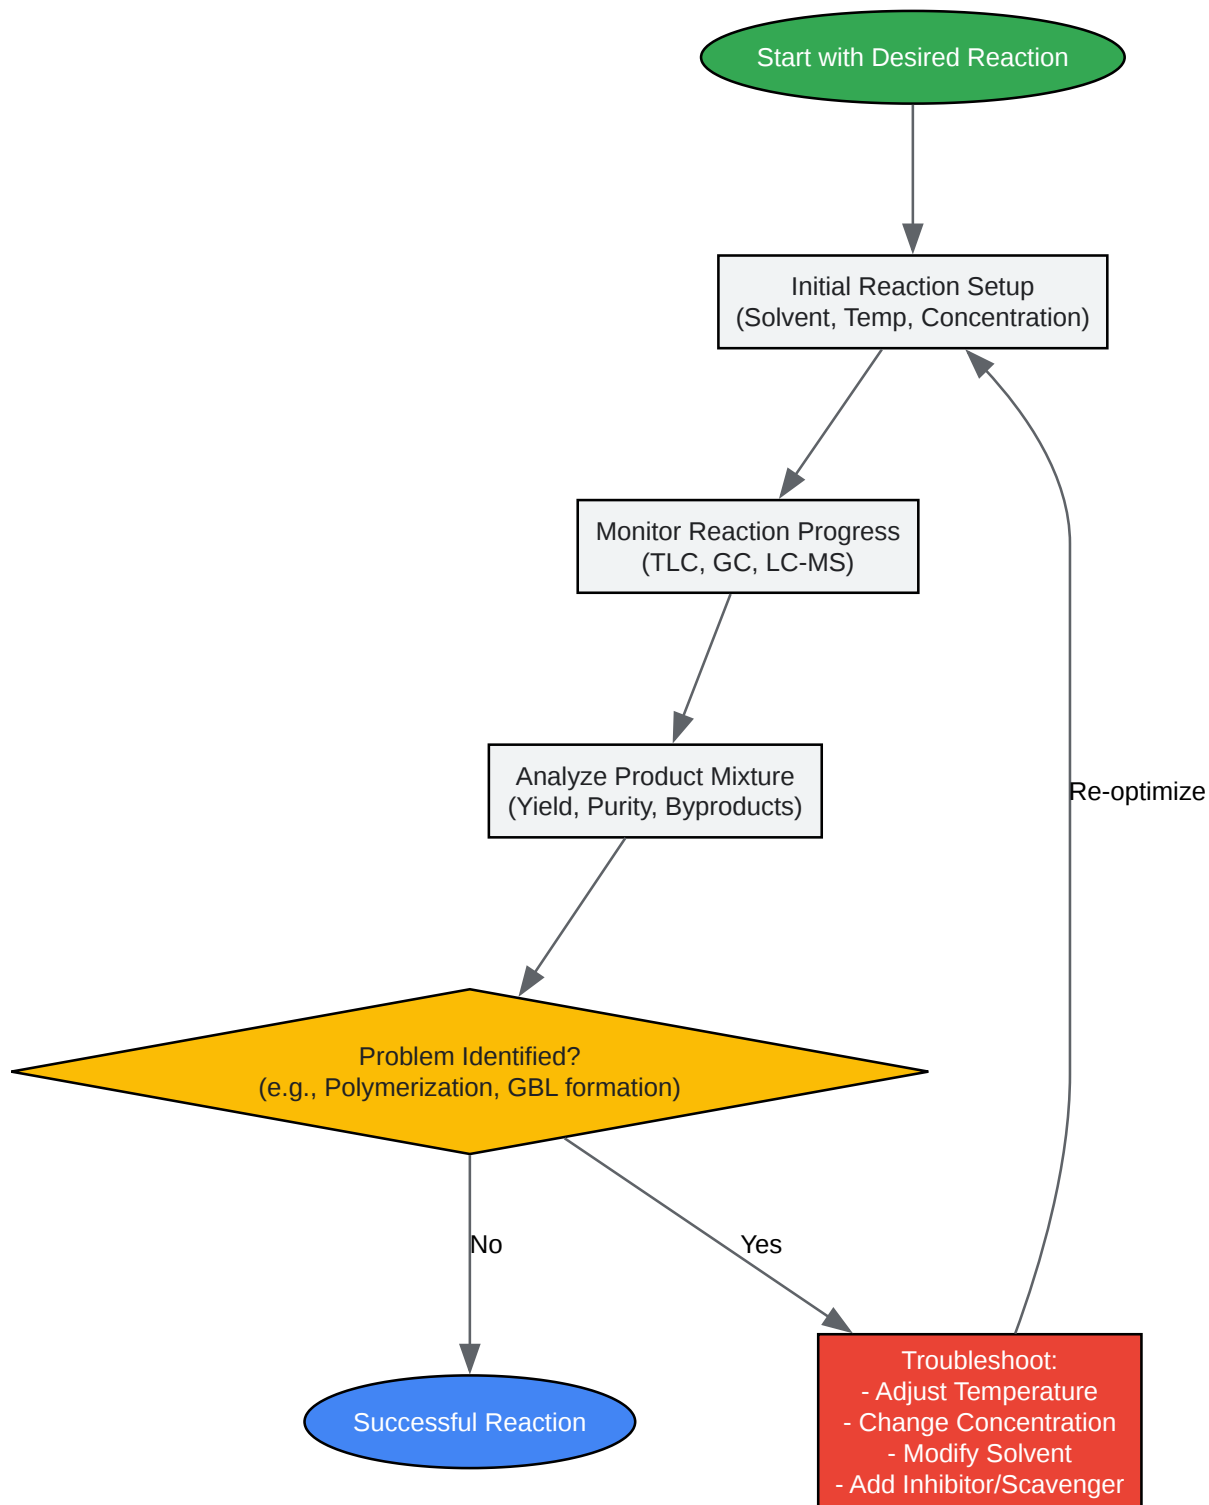 Start with Desired Reaction
Initial Reaction Setup
(Solvent, Temp, Concentration)
Monitor Reaction Progress
(TLC, GC, LC-MS)
Analyze Product Mixture
(Yield, Purity, Byproducts)
Re-optimize
Problem Identified?
(e.g., Polymerization, GBL formation)
No
Yes
Successful Reaction
Troubleshoot:
- Adjust Temperature
- Change Concentration
- Modify Solvent
- Add Inhibitor/Scavenger